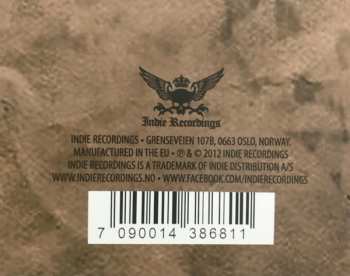 Indie Recordings
INDIE RECORDINGS • GRENSEVEIEN 107B, 0663 OSLO, NORWAY.
MANUFACTURED IN THE EU • ℗ & © 2012 INDIE RECORDINGS
INDIE RECORDINGS IS A TRADEMARK OF INDIE DISTRIBUTION A/S
WWW.INDIERECORDINGS.NO • WWW.FACEBOOK.COM/INDIERECORDINGS
7 090014 386811